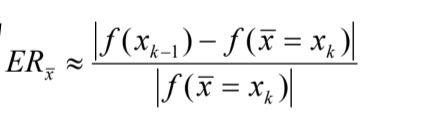 ER_x̄ ≈ |f(x_{k−1}) − f(x̄ = x_k)| / |f(x̄ = x_k)|